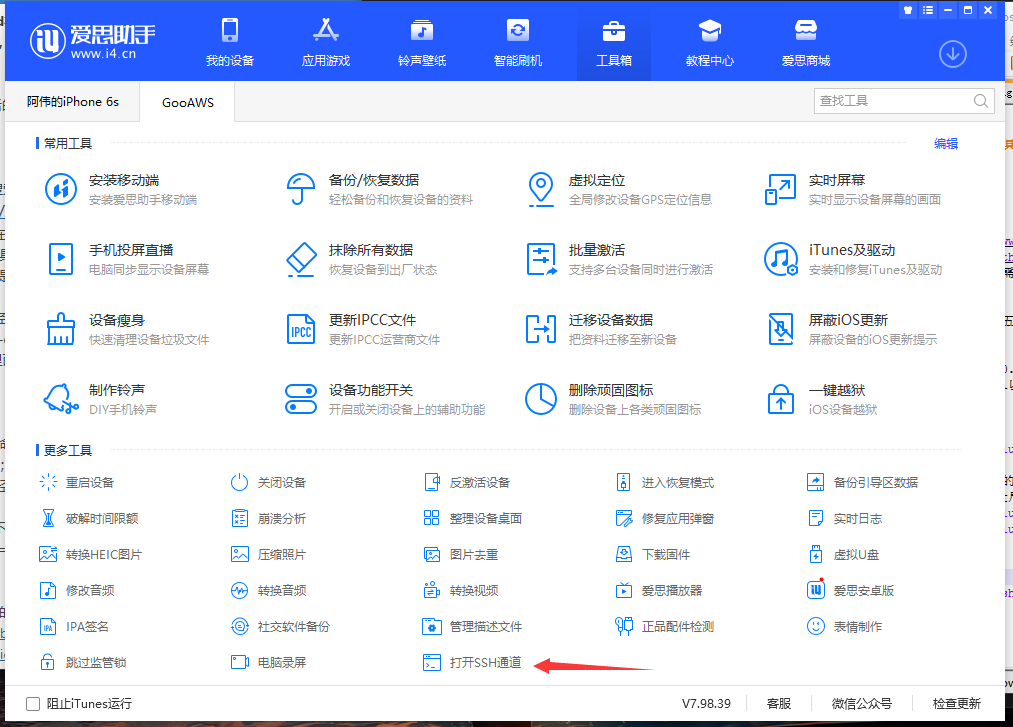 爱思助手
www.i4.cn
我的设备
应用游戏
铃声壁纸
智能刷机
工具箱
教程中心
爱思商城
阿伟的iPhone 6s
GooAWS
查找工具
常用工具
编辑
安装移动端
安装爱思助手移动端
备份/恢复数据
轻松备份和恢复设备的资料
虚拟定位
全局修改设备GPS定位信息
实时屏幕
实时显示设备屏幕的画面
手机投屏直播
电脑同步显示设备屏幕
抹除所有数据
恢复设备到出厂状态
批量激活
支持多台设备同时进行激活
iTunes及驱动
安装和修复iTunes及驱动
设备瘦身
快速清理设备垃圾文件
IPCC
更新IPCC文件
更新IPCC运营商文件
迁移设备数据
把资料迁移至新设备
屏蔽iOS更新
屏蔽设备的iOS更新提示
制作铃声
DIY手机铃声
设备功能开关
开启或关闭设备上的辅助功能
删除顽固图标
删除设备上各类顽固图标
一键越狱
iOS设备越狱
更多工具
重启设备
关闭设备
反激活设备
进入恢复模式
备份引导区数据
破解时间限额
崩溃分析
整理设备桌面
修复应用弹窗
实时日志
转换HEIC图片
压缩照片
图片去重
下载固件
虚拟U盘
修改音频
转换音频
转换视频
爱思播放器
爱思安卓版
IPA签名
社交软件备份
管理描述文件
正品配件检测
表情制作
跳过监管锁
电脑录屏
打开SSH通道
阻止iTunes运行
V7.98.39
客服
微信公众号
检查更新